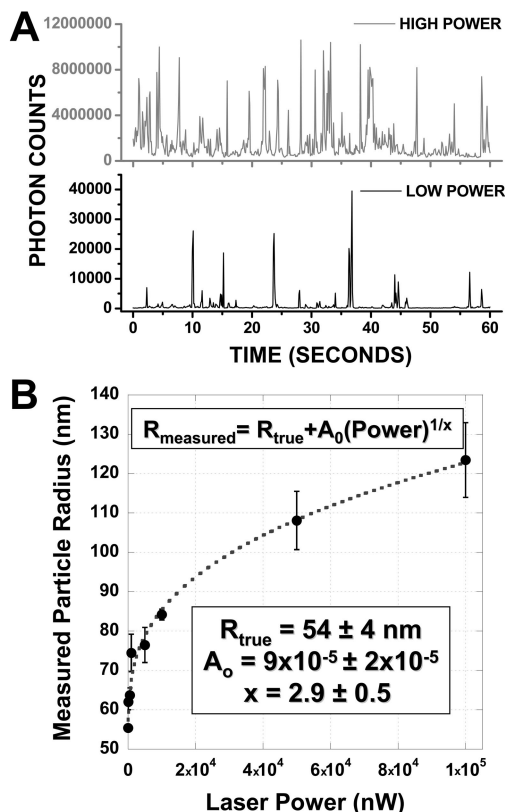 A
HIGH POWER
12000000
8000000
4000000
0
PHOTON COUNTS
LOW POWER
40000
30000
20000
10000
0
0 10 20 30 40 50 60
TIME (SECONDS)
B
R_measured = R_true+A_0(Power)^1/x
140
130
120
110
100
90
80
70
60
50
Measured Particle Radius (nm)
R_true = 54 ± 4 nm
A_o = 9x10^-5 ± 2x10^-5
x = 2.9 ± 0.5
0 2x10^4 4x10^4 6x10^4 8x10^4 1x10^5
Laser Power (nW)